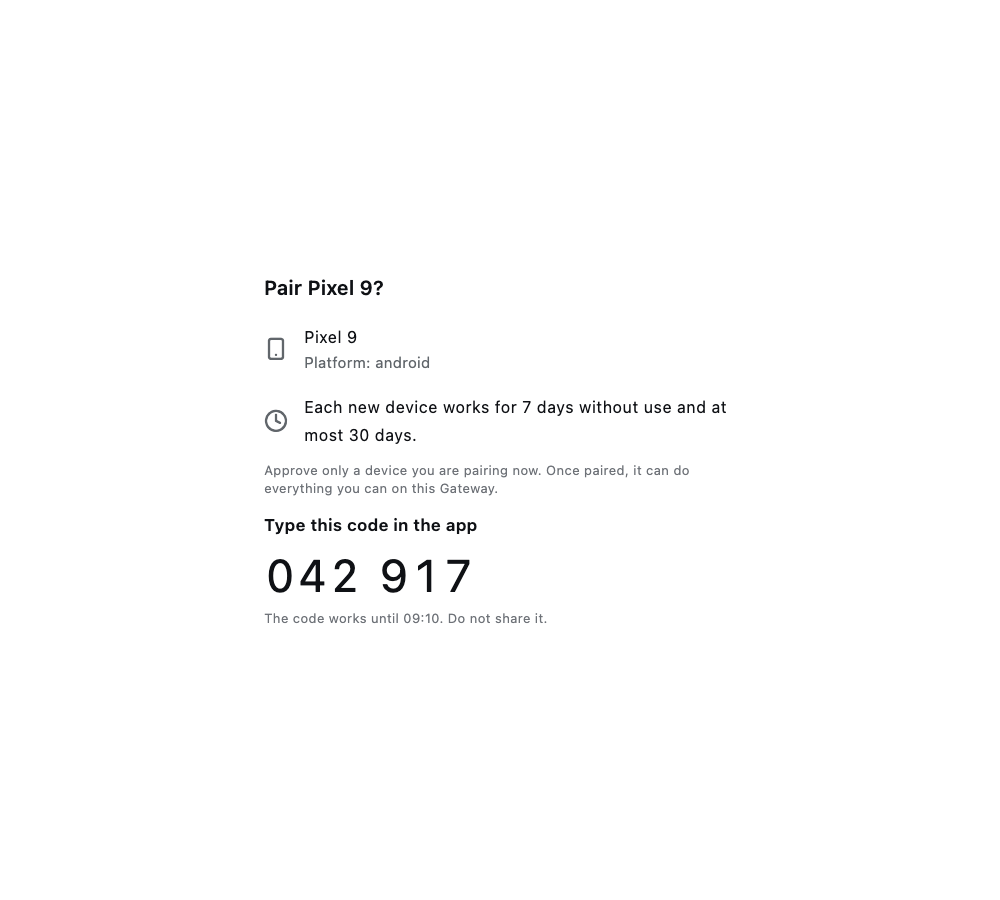 Pair Pixel 9?
Pixel 9
Platform: android
Each new device works for 7 days without use and at
most 30 days.
Approve only a device you are pairing now. Once paired, it can do
everything you can on this Gateway.
Type this code in the app
042 917
The code works until 09:10. Do not share it.